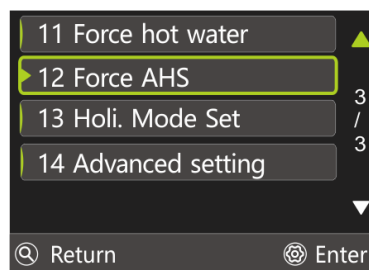 11 Force hot water
12 Force AHS
13 Holi. Mode Set
14 Advanced setting
3
/
3
Return
Enter